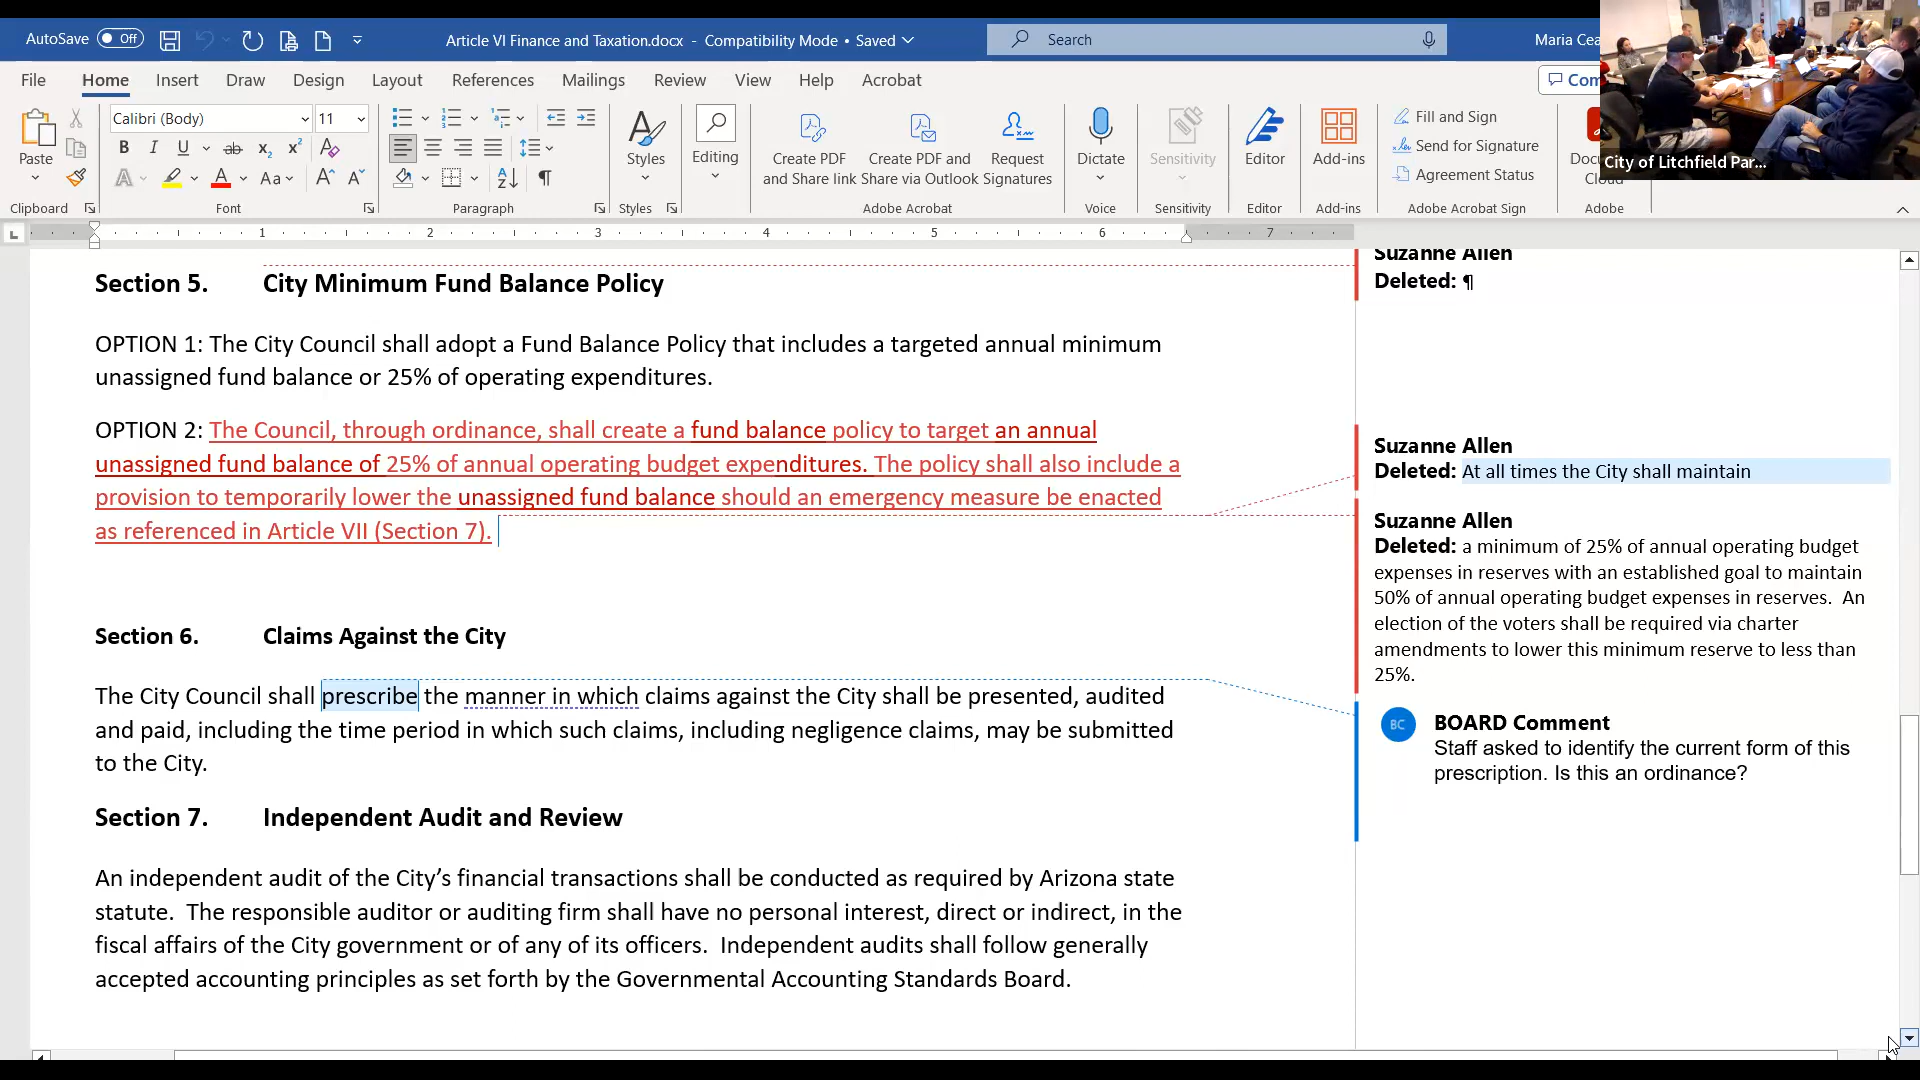 AutoSave Off
Article VI Finance and Taxation.docx - Compatibility Mode • Saved
Search
Maria Cea
File Home Insert Draw Design Layout References Mailings Review View Help Acrobat
Com
Paste
Calibri (Body) 11
B I U ab x₂ x²
A A Aa A A
Styles
Editing
Create PDF and Share link
Create PDF and Share via Outlook
Request Signatures
Dictate
Sensitivity
Editor
Add-ins
Fill and Sign
Send for Signature
Agreement Status
Cloud
City of Litchfield Par...
Clipboard Font Paragraph Styles Adobe Acrobat Voice Sensitivity Editor Add-ins Adobe Acrobat Sign Adobe
1 2 3 4 5 6 7
Section 5. City Minimum Fund Balance Policy
OPTION 1: The City Council shall adopt a Fund Balance Policy that includes a targeted annual minimum
unassigned fund balance or 25% of operating expenditures.
OPTION 2: The Council, through ordinance, shall create a fund balance policy to target an annual
unassigned fund balance of 25% of annual operating budget expenditures. The policy shall also include a
provision to temporarily lower the unassigned fund balance should an emergency measure be enacted
as referenced in Article VII (Section 7).
Section 6. Claims Against the City
The City Council shall prescribe the manner in which claims against the City shall be presented, audited
and paid, including the time period in which such claims, including negligence claims, may be submitted
to the City.
Section 7. Independent Audit and Review
An independent audit of the City’s financial transactions shall be conducted as required by Arizona state
statute. The responsible auditor or auditing firm shall have no personal interest, direct or indirect, in the
fiscal affairs of the City government or of any of its officers. Independent audits shall follow generally
accepted accounting principles as set forth by the Governmental Accounting Standards Board.
Suzanne Allen
Deleted: ¶
Suzanne Allen
Deleted: At all times the City shall maintain
Suzanne Allen
Deleted: a minimum of 25% of annual operating budget
expenses in reserves with an established goal to maintain
50% of annual operating budget expenses in reserves. An
election of the voters shall be required via charter
amendments to lower this minimum reserve to less than
25%.
BC
BOARD Comment
Staff asked to identify the current form of this
prescription. Is this an ordinance?